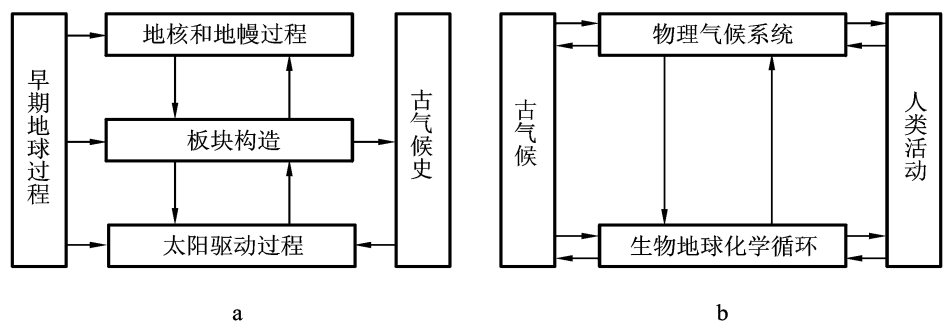 早期地球过程
地核和地幔过程
板块构造
太阳驱动过程
古气候史
a
古气候
物理气候系统
生物地球化学循环
人类活动
b